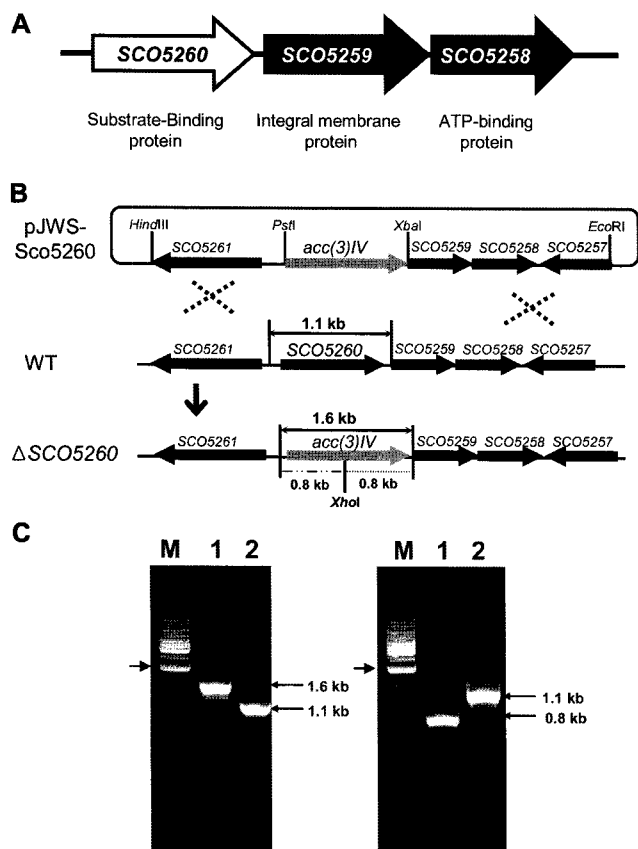 A
SCO5260 SCO5259 SCO5258
Substrate-Binding protein
Integral membrane protein
ATP-binding protein
B
pJWS-Sco5260
HindIII PstI XbaI EcoRI
SCO5261 acc(3)IV SCO5259 SCO5258 SCO5257
1.1 kb
WT
SCO5261 SCO5260 SCO5259 SCO5258 SCO5257
1.6 kb
ΔSCO5260
SCO5261 acc(3)IV SCO5259 SCO5258 SCO5257
0.8 kb 0.8 kb
XhoI
C
M 1 2
1.6 kb
1.1 kb
M 1 2
1.1 kb
0.8 kb